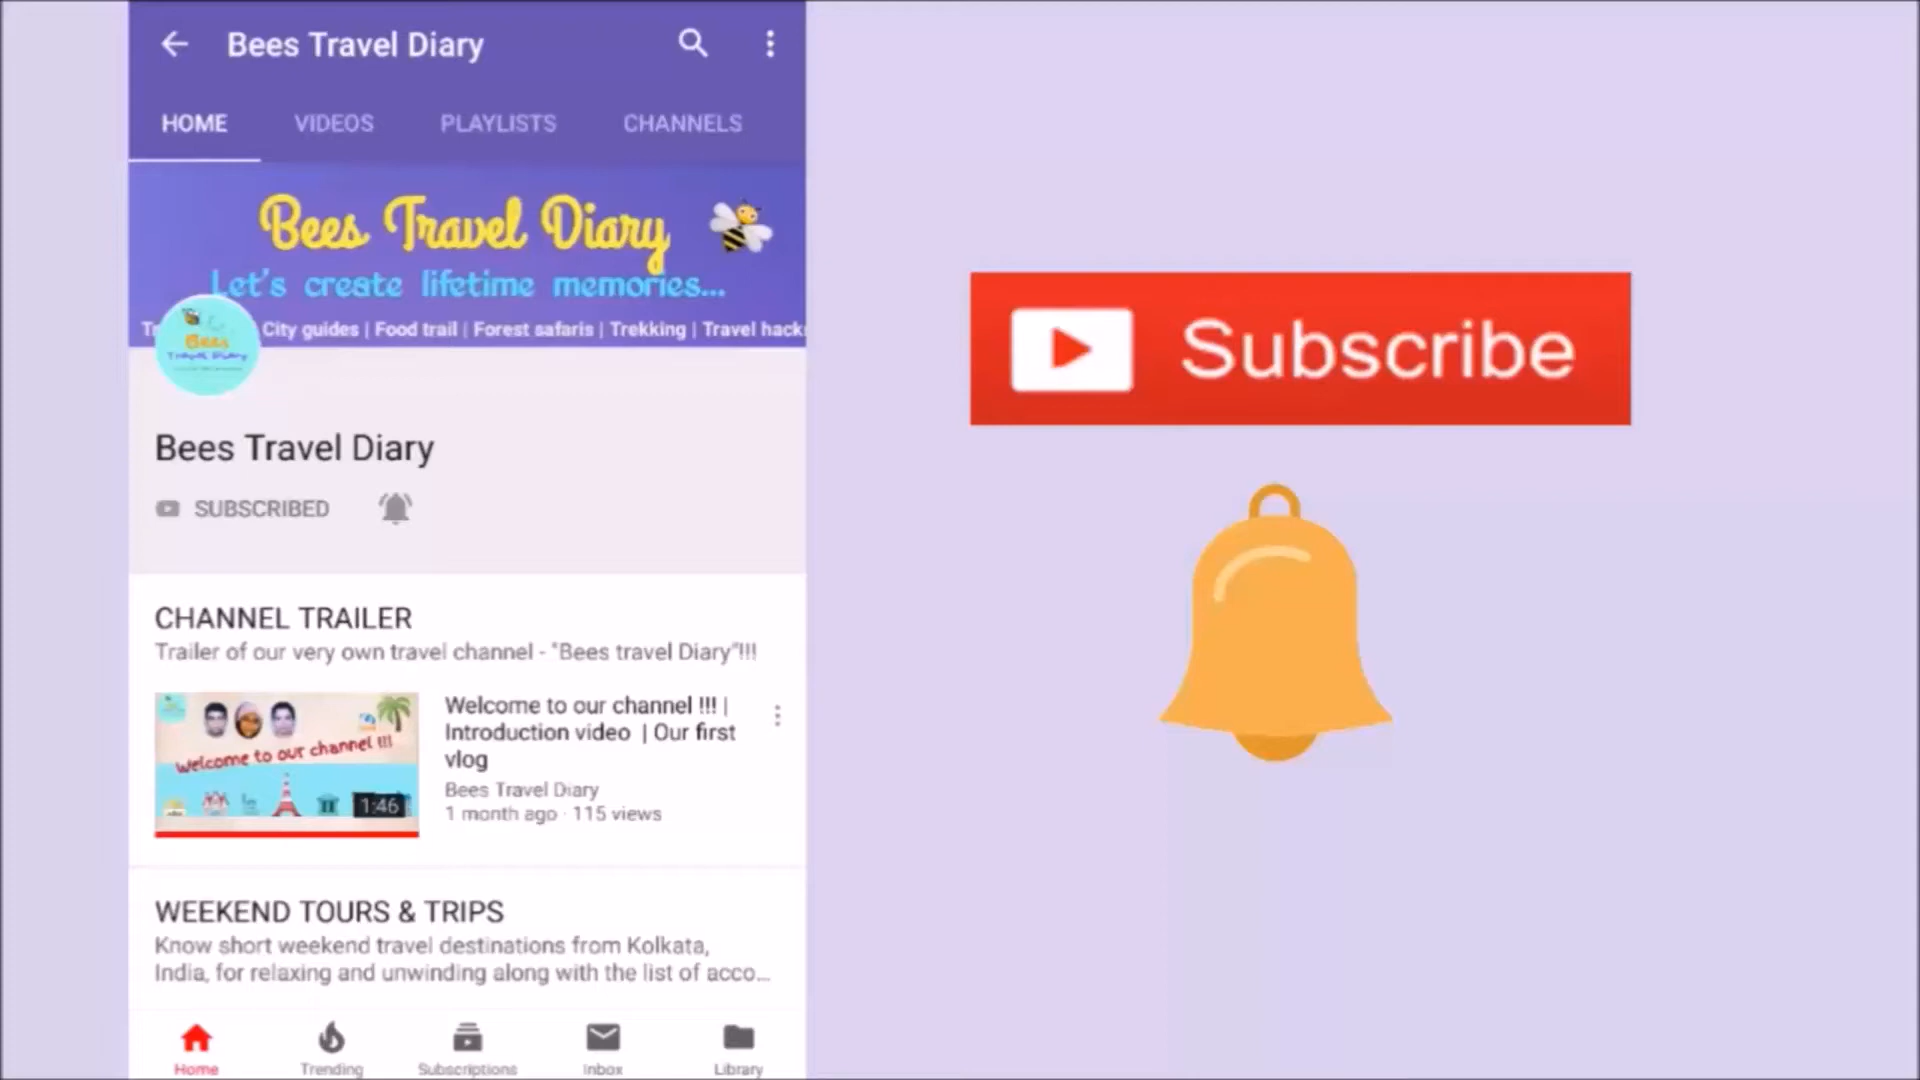 Bees Travel Diary
HOME VIDEOS PLAYLISTS CHANNELS
Bees Travel Diary
Let's create lifetime memories...
City guides | Food trail | Forest safaris | Trekking | Travel hack
Bees
Travel Diary
Bees Travel Diary
SUBSCRIBED
CHANNEL TRAILER
Trailer of our very own travel channel - "Bees travel Diary"!!!
Welcome to our channel !!!
1:46
Welcome to our channel !!! |
Introduction video | Our first
vlog
Bees Travel Diary
1 month ago · 115 views
WEEKEND TOURS & TRIPS
Know short weekend travel destinations from Kolkata,
India, for relaxing and unwinding along with the list of acco...
Home Trending Subscriptions Inbox Library
Subscribe